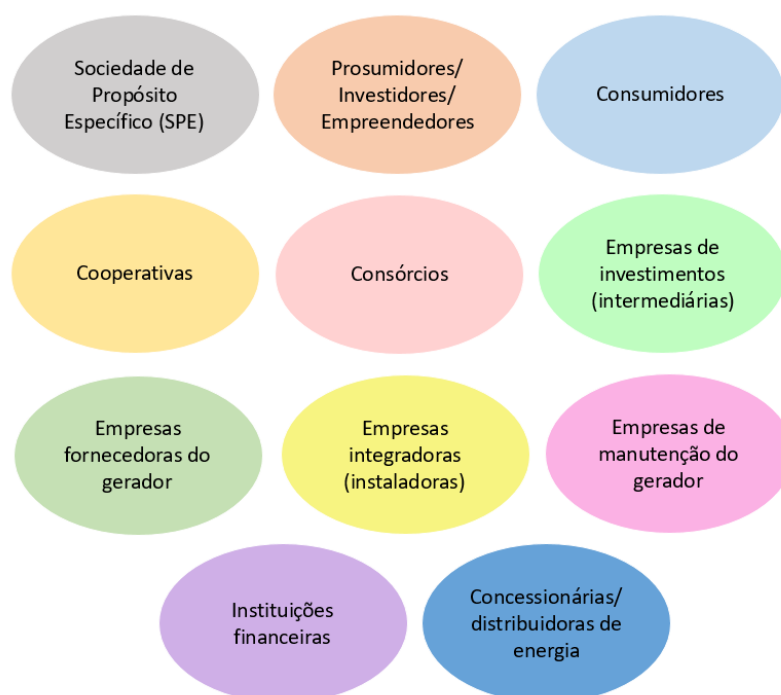 Sociedade de
Propósito
Específico (SPE)
Prosumidores/
Investidores/
Empreendedores
Consumidores
Cooperativas
Consórcios
Empresas de
investimentos
(intermediárias)
Empresas
fornecedoras do
gerador
Empresas
integradoras
(instaladoras)
Empresas de
manutenção do
gerador
Instituições
financeiras
Concessionárias/
distribuidoras de
energia